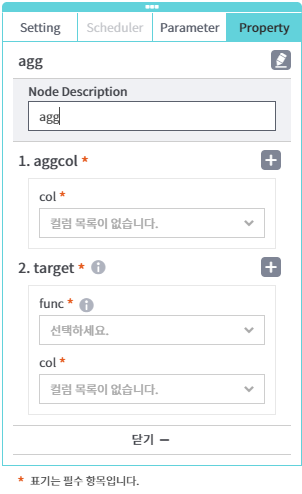 Setting Scheduler Parameter Property
agg
Node Description
agg
1. aggcol *
col *
컬럼 목록이 없습니다.
2. target *
func *
선택하세요.
col *
컬럼 목록이 없습니다.
닫기
* 표기는 필수 항목입니다.